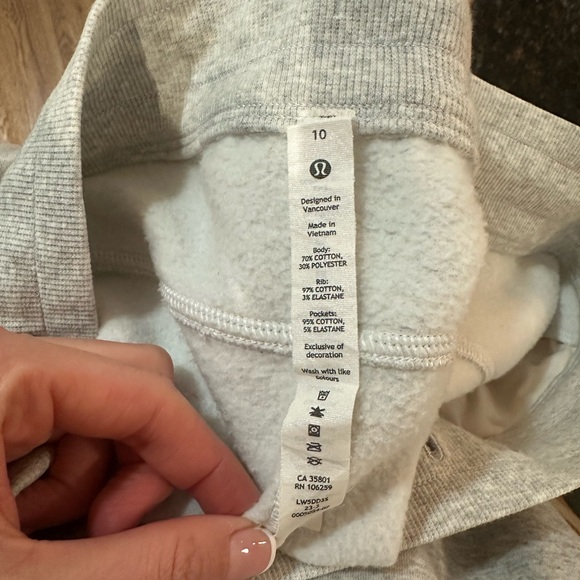 10
Designed in
Vancouver
Made in
Vietnam
Body:
70% COTTON,
30% POLYESTER
Rib:
97% COTTON,
3% ELASTANE
Pockets:
95% COTTON,
5% ELASTANE
Exclusive of
decoration
Wash with like
colours
CA 35801
RN 106259